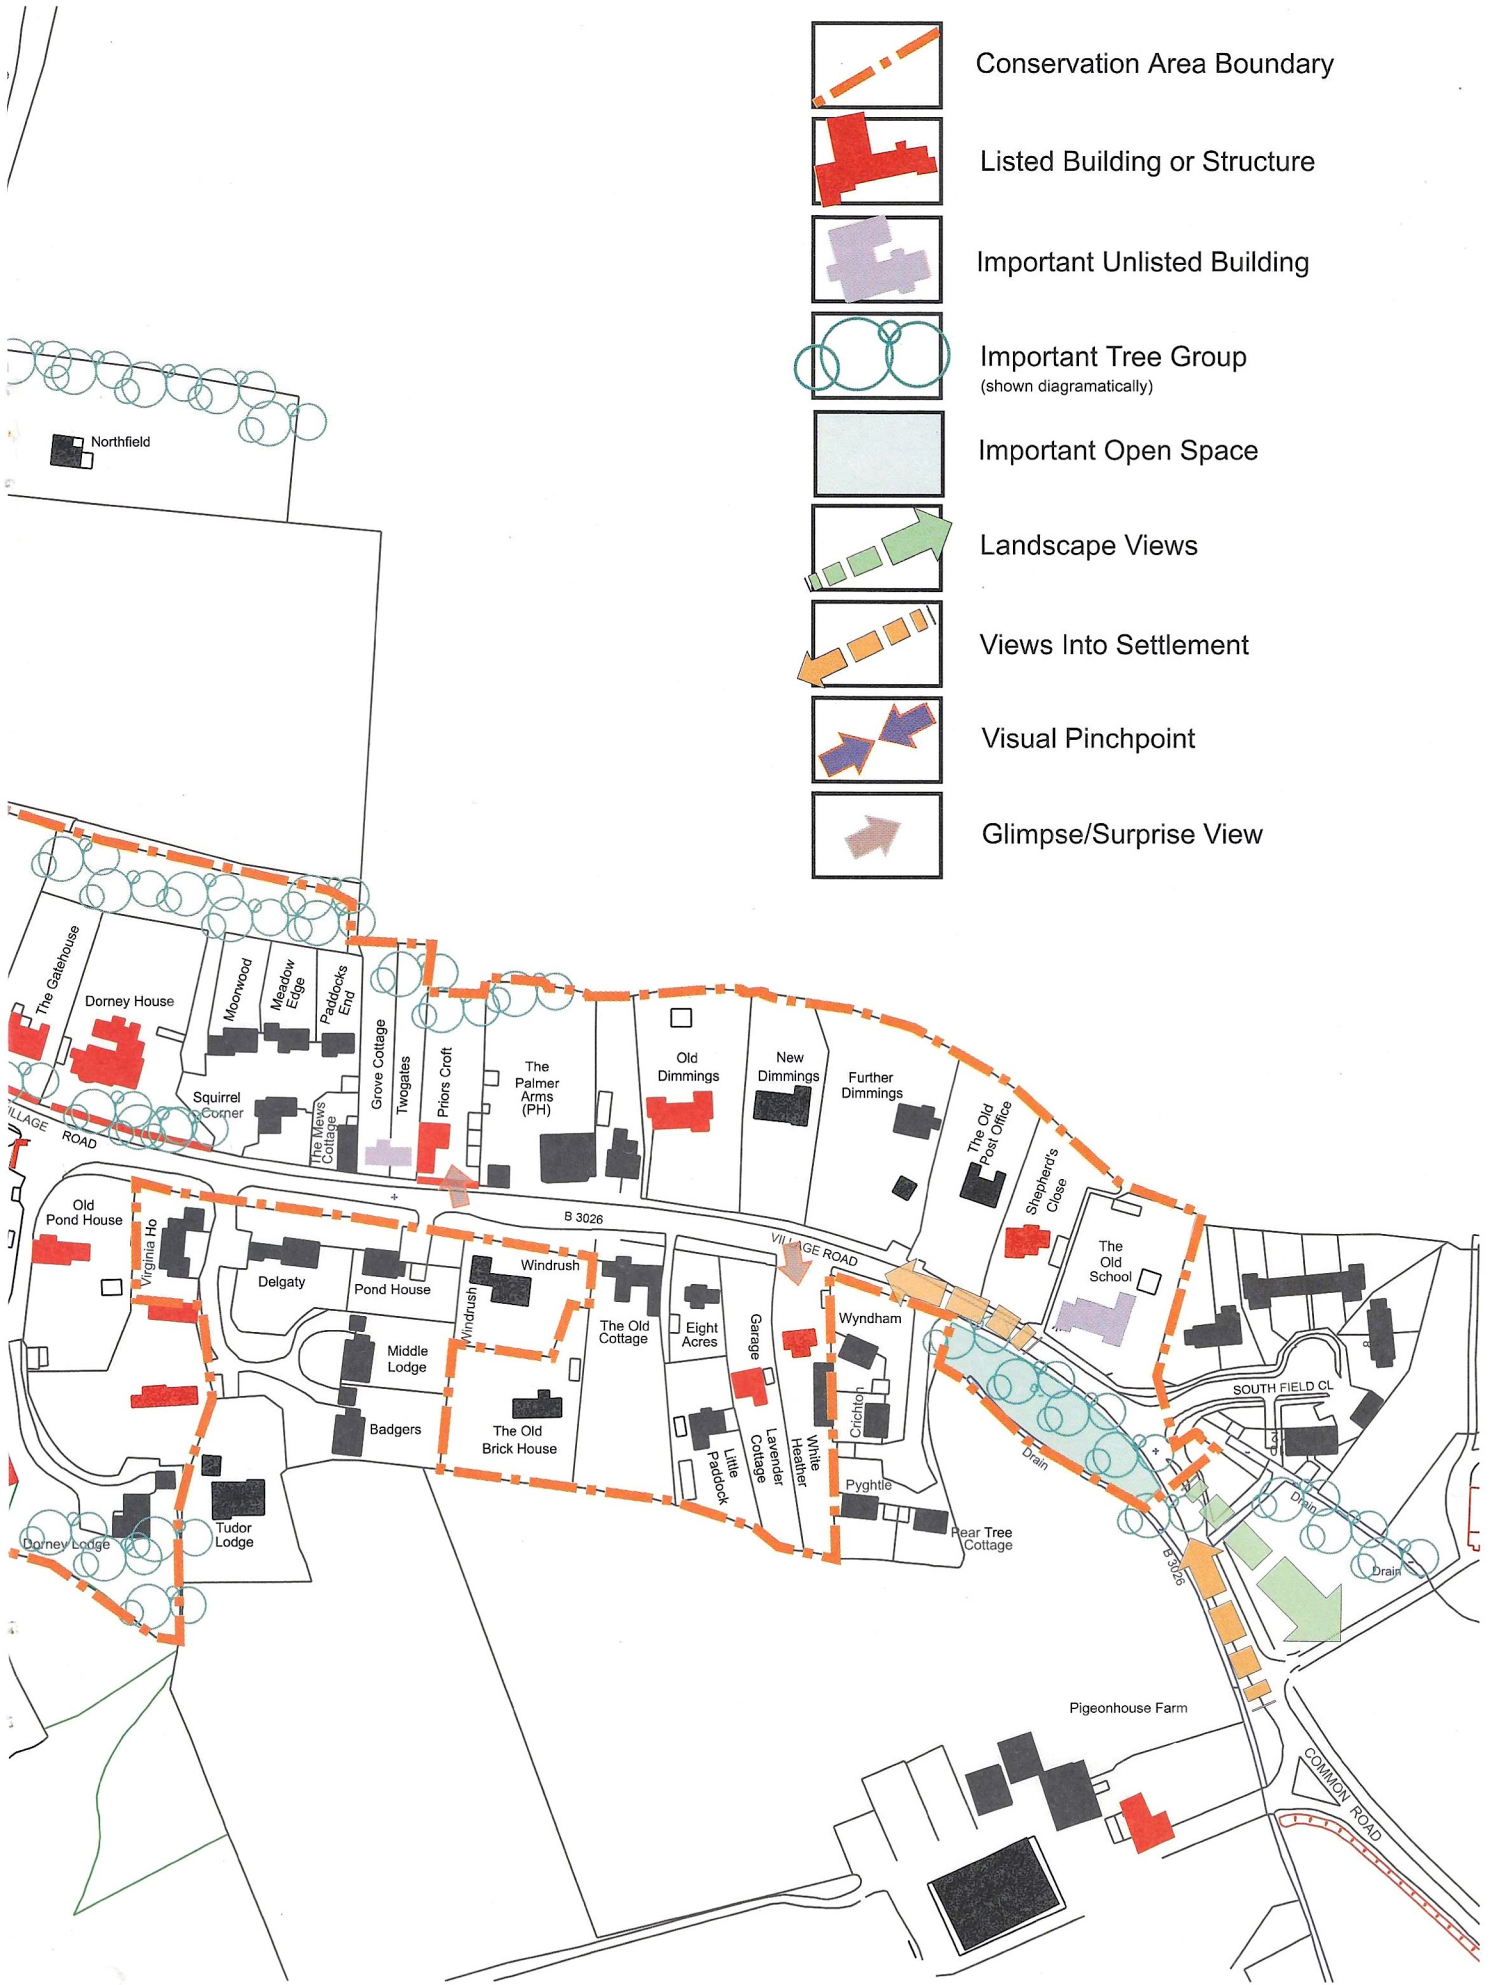 Conservation Area Boundary
Listed Building or Structure
Important Unlisted Building
Important Tree Group
(shown diagramatically)
Important Open Space
Landscape Views
Views Into Settlement
Visual Pinchpoint
Glimpse/Surprise View
Northfield
The Gatehouse
Dorney House
Moorwood
Meadow
Edge
Paddocks
End
Grove Cottage
Twogates
Priors Croft
The
Palmer
Arms
(PH)
Old
Dimmings
New
Dimmings
Further
Dimmings
The Old
Post Office
Shepherd's
Close
The
Old
School
Squirrel
Corner
The Mews
Cottage
VILLAGE ROAD
B 3026
VILLAGE ROAD
Old
Pond House
Virginia Ho
Delgaty
Pond House
Windrush
Windrush
The Old
Cottage
Eight
Acres
Garage
Wyndham
Middle
Lodge
Badgers
The Old
Brick House
Little
Paddock
Lavender
Cottage
White
Heather
Crichton
Pyghtle
Pear Tree
Cottage
Drain
SOUTH FIELD CL
8
Drain
Drain
B 3026
Tudor
Lodge
Dorney Lodge
Pigeonhouse Farm
COMMON ROAD